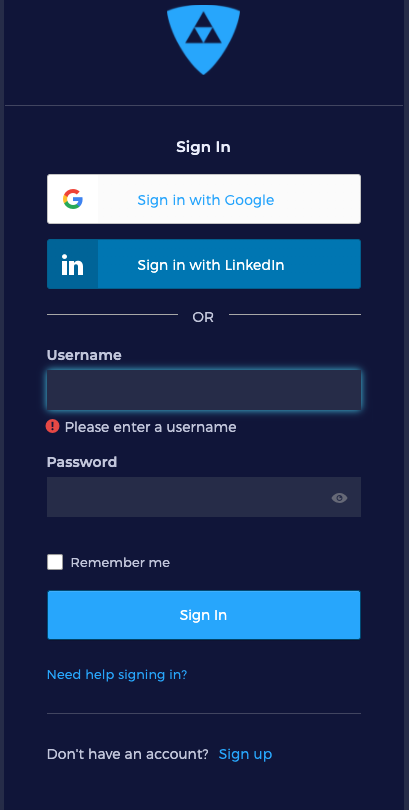 Sign In
Sign in with Google
in Sign in with LinkedIn
OR
Username
Please enter a username
Password
Remember me
Sign In
Need help signing in?
Don't have an account? Sign up